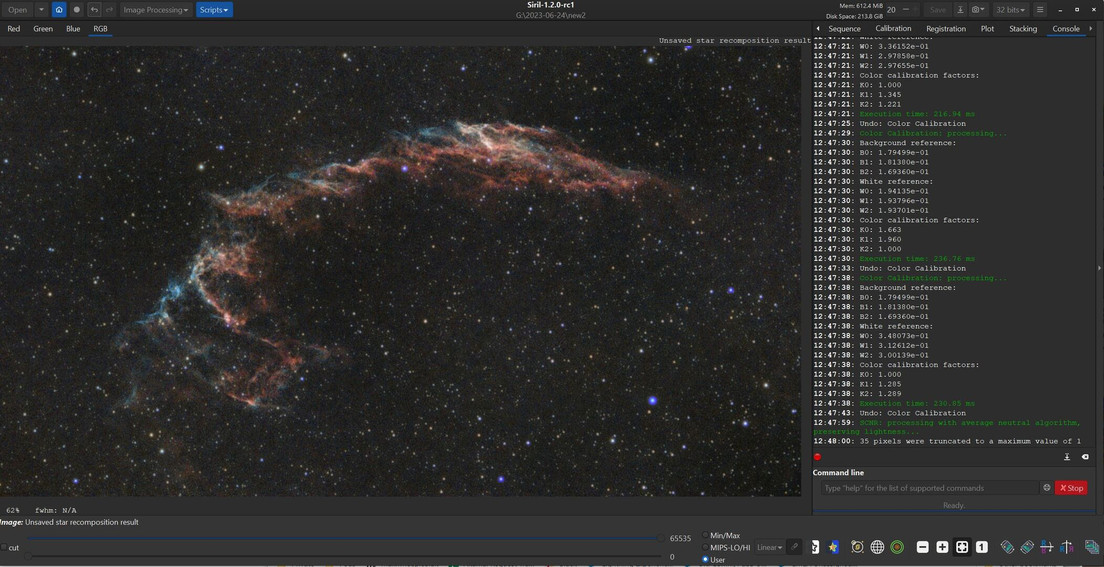 Siril-1.2.0-rc1
G:\2023-06-24\new2
Open
Image Processing
Scripts
Mem: 612.4 MiB
Disk Space: 213.8 GiB
20
Save
32 bits
Red Green Blue RGB
Sequence Calibration Registration Plot Stacking Console
Unsaved star recomposition result
12:47:21: White reference:
12:47:21: W0: 3.36152e-01
12:47:21: W1: 2.97858e-01
12:47:21: W2: 2.97655e-01
12:47:21: Color calibration factors:
12:47:21: K0: 1.000
12:47:21: K1: 1.345
12:47:21: K2: 1.221
12:47:21: Execution time: 216.94 ms
12:47:25: Undo: Color Calibration
12:47:29: Color Calibration: processing...
12:47:30: Background reference:
12:47:30: B0: 1.79499e-01
12:47:30: B1: 1.81380e-01
12:47:30: B2: 1.69360e-01
12:47:30: White reference:
12:47:30: W0: 1.94135e-01
12:47:30: W1: 1.93796e-01
12:47:30: W2: 1.93701e-01
12:47:30: Color calibration factors:
12:47:30: K0: 1.663
12:47:30: K1: 1.960
12:47:30: K2: 1.000
12:47:30: Execution time: 236.76 ms
12:47:33: Undo: Color Calibration
12:47:38: Color Calibration: processing...
12:47:38: Background reference:
12:47:38: B0: 1.79499e-01
12:47:38: B1: 1.81380e-01
12:47:38: B2: 1.69360e-01
12:47:38: White reference:
12:47:38: W0: 3.48073e-01
12:47:38: W1: 3.12612e-01
12:47:38: W2: 3.00139e-01
12:47:38: Color calibration factors:
12:47:38: K0: 1.000
12:47:38: K1: 1.285
12:47:38: K2: 1.289
12:47:38: Execution time: 230.85 ms
12:47:43: Undo: Color Calibration
12:47:59: SCNR: processing with average neutral algorithm,
preserving lightness...
12:48:00: 35 pixels were truncated to a maximum value of 1
Command line
Type "help" for the list of supported commands
Stop
Ready.
62% fwhm: N/A
Image: Unsaved star recomposition result
cut
65535
0
Min/Max
MIPS-LO/HI
User
Linear
1